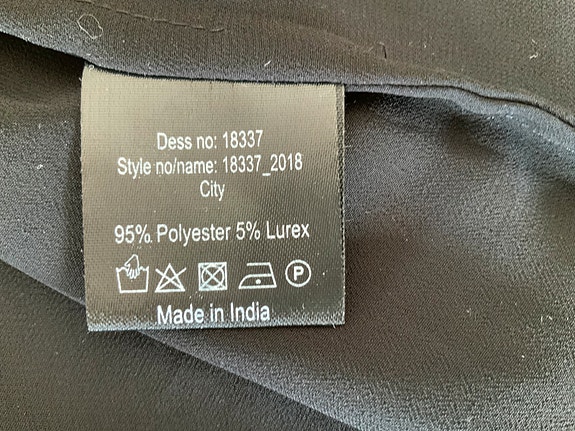 Dess no: 18337
Style no/name: 18337_2018
City
95% Polyester 5% Lurex
P
Made in India